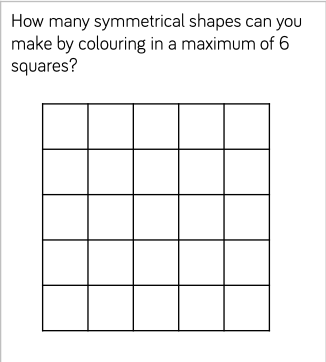 How many symmetrical shapes can you
make by colouring in a maximum of 6
squares?